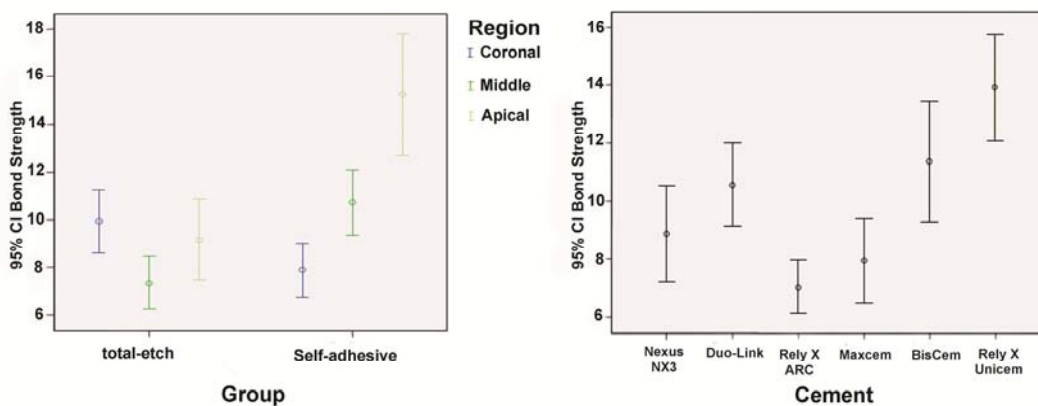 95% CI Bond Strength
18
16
14
12
10
8
6
total-etch
Self-adhesive
Group
Region
Coronal
Middle
Apical
95% CI Bond Strength
16
14
12
10
8
6
Nexus
NX3
Duo-Link
Rely X
ARC
Maxcem
BisCem
Rely X
Unicem
Cement